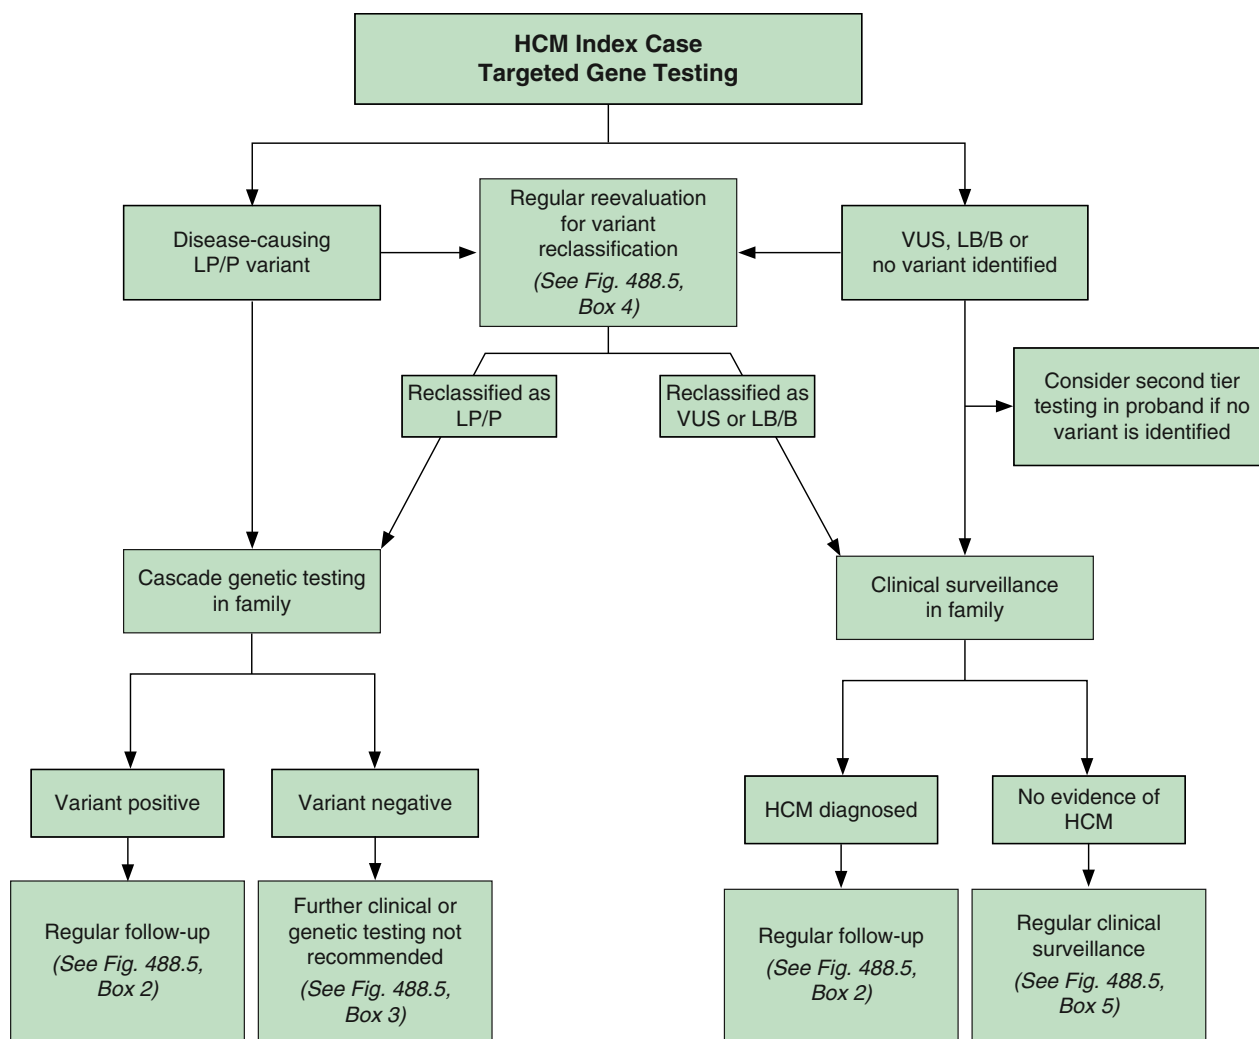 HCM Index Case
Targeted Gene Testing
Disease-causing
LP/P variant
Regular reevaluation
for variant
reclassification
(See Fig. 488.5,
Box 4)
VUS, LB/B or
no variant identified
Reclassified as
LP/P
Reclassified as
VUS or LB/B
Consider second tier
testing in proband if no
variant is identified
Cascade genetic testing
in family
Clinical surveillance
in family
Variant positive
Variant negative
HCM diagnosed
No evidence of
HCM
Regular follow-up
(See Fig. 488.5,
Box 2)
Further clinical or
genetic testing not
recommended
(See Fig. 488.5,
Box 3)
Regular follow-up
(See Fig. 488.5,
Box 2)
Regular clinical
surveillance
(See Fig. 488.5,
Box 5)